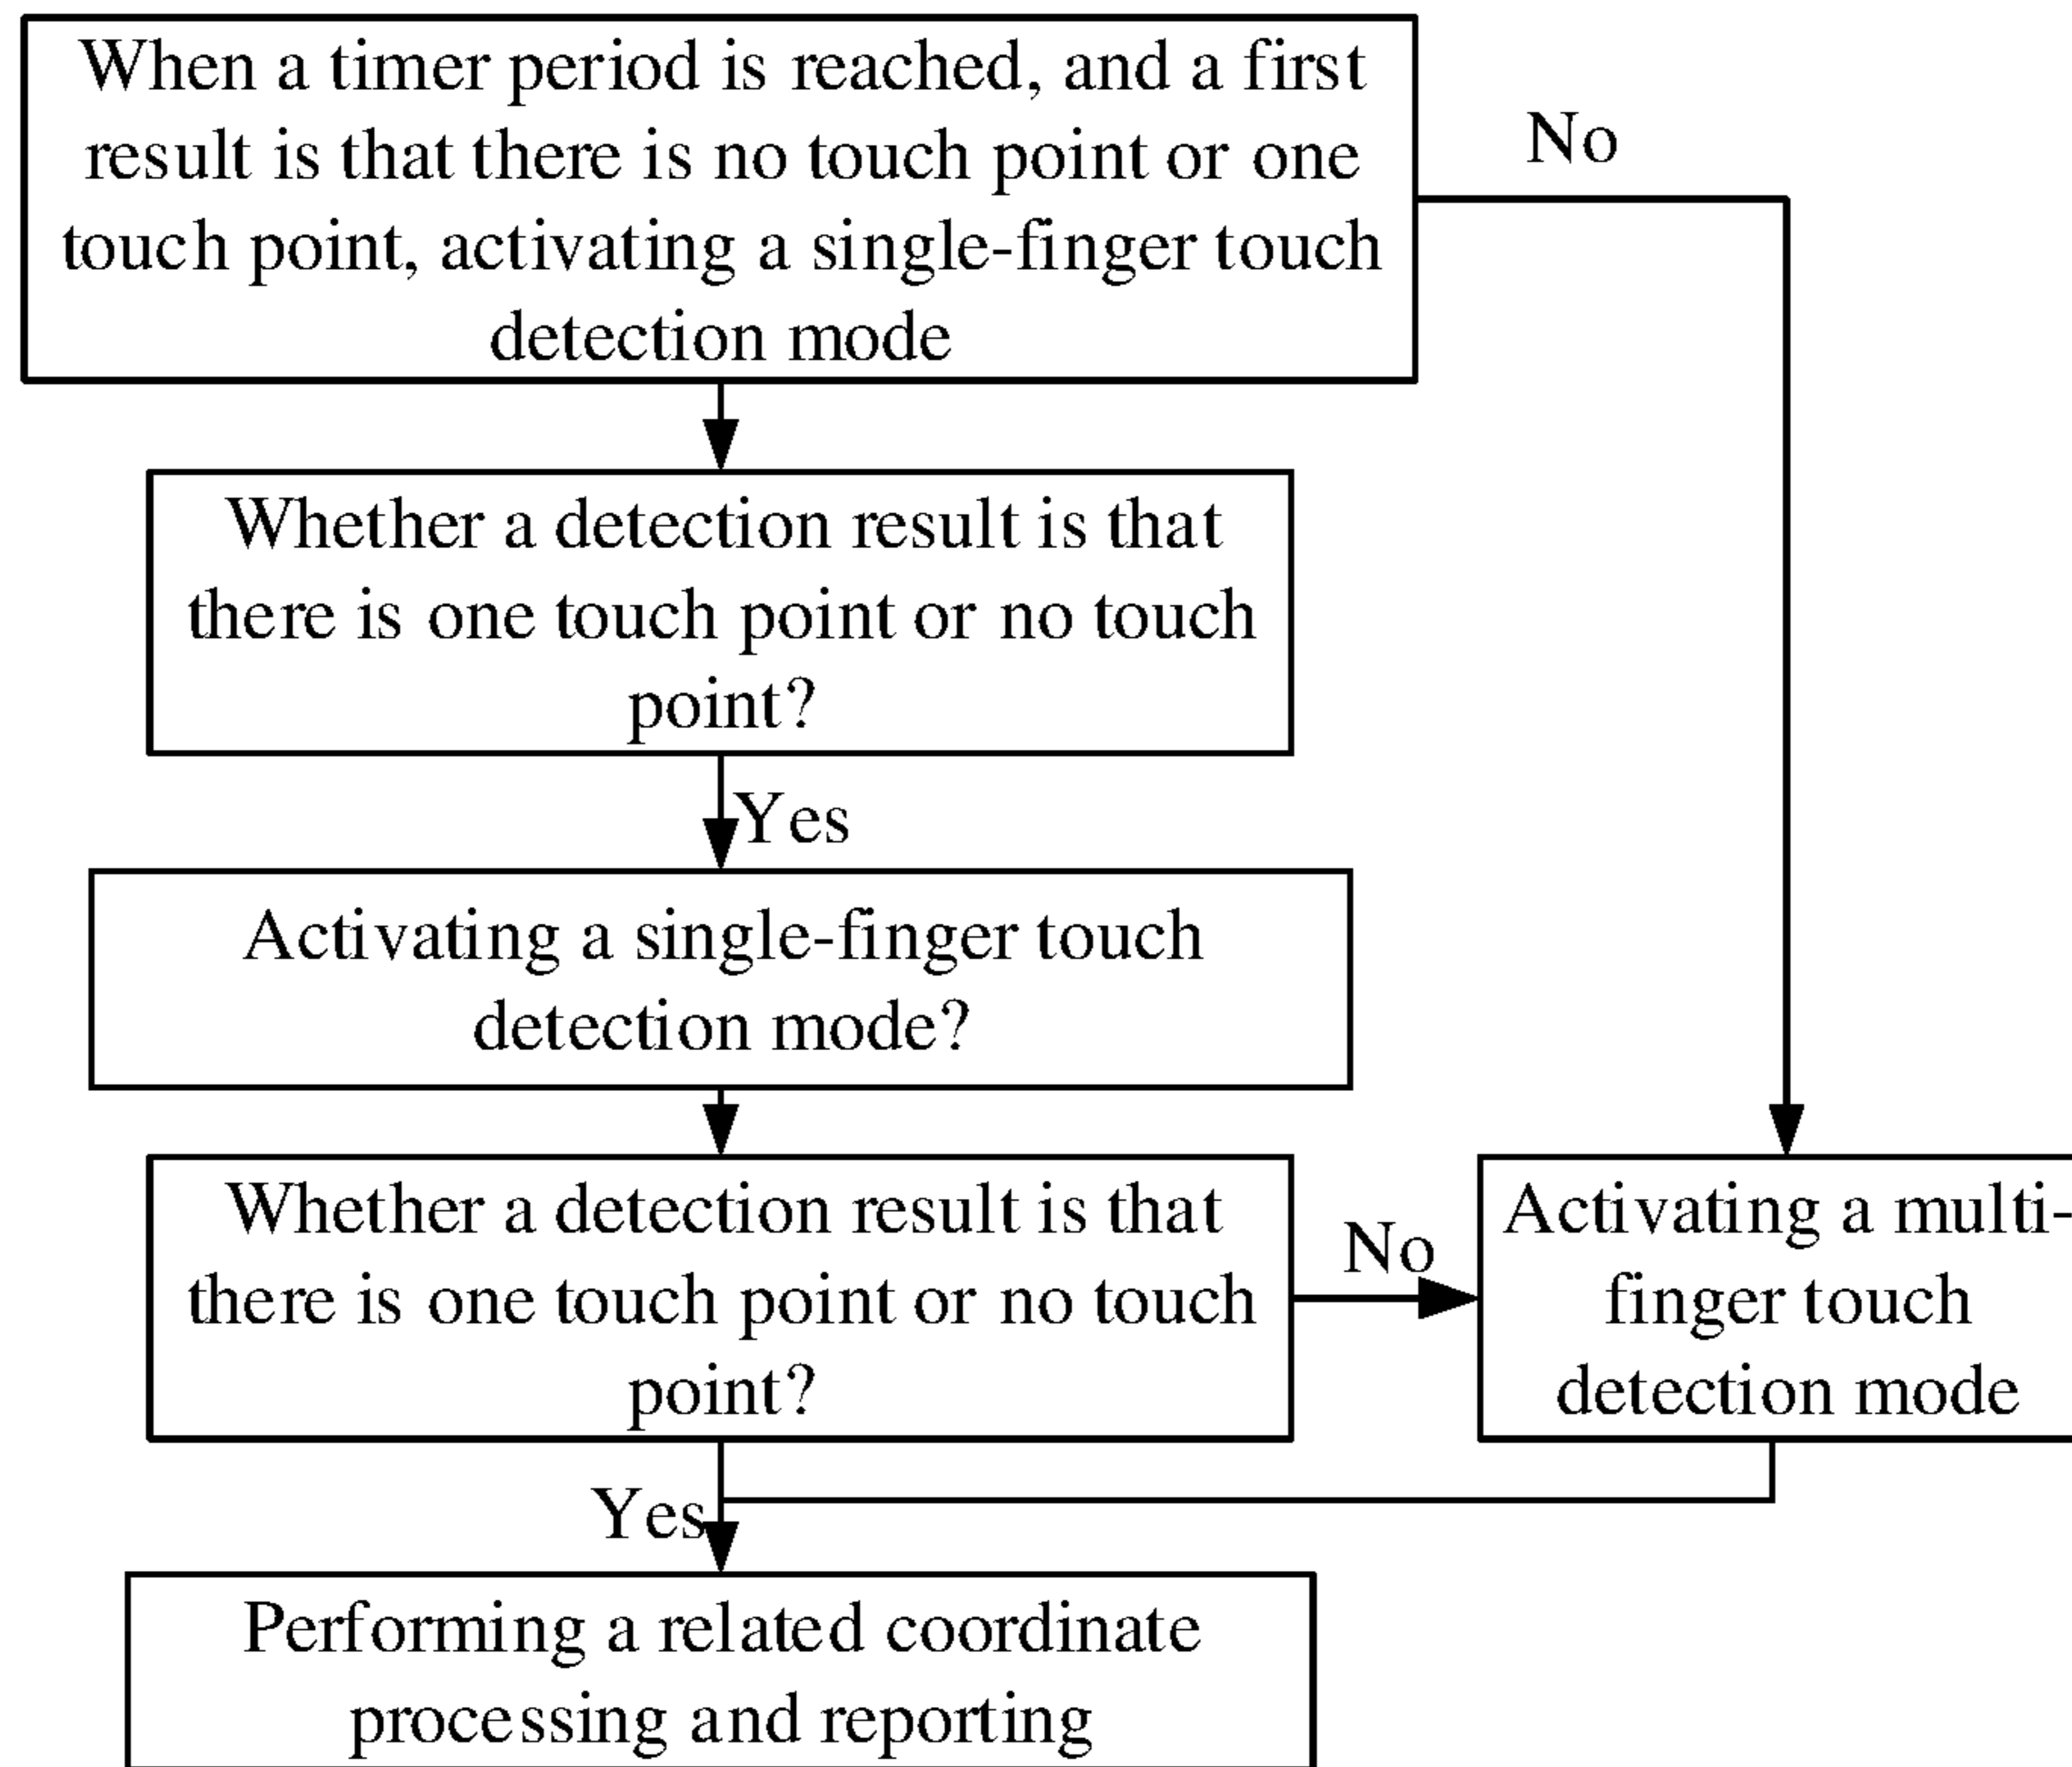 When a timer period is reached, and a first
result is that there is no touch point or one
touch point, activating a single-finger touch
detection mode
No
Whether a detection result is that
there is one touch point or no touch
point?
Yes
Activating a single-finger touch
detection mode?
Whether a detection result is that
there is one touch point or no touch
point?
No
Activating a multi-
finger touch
detection mode
Yes
Performing a related coordinate
processing and reporting